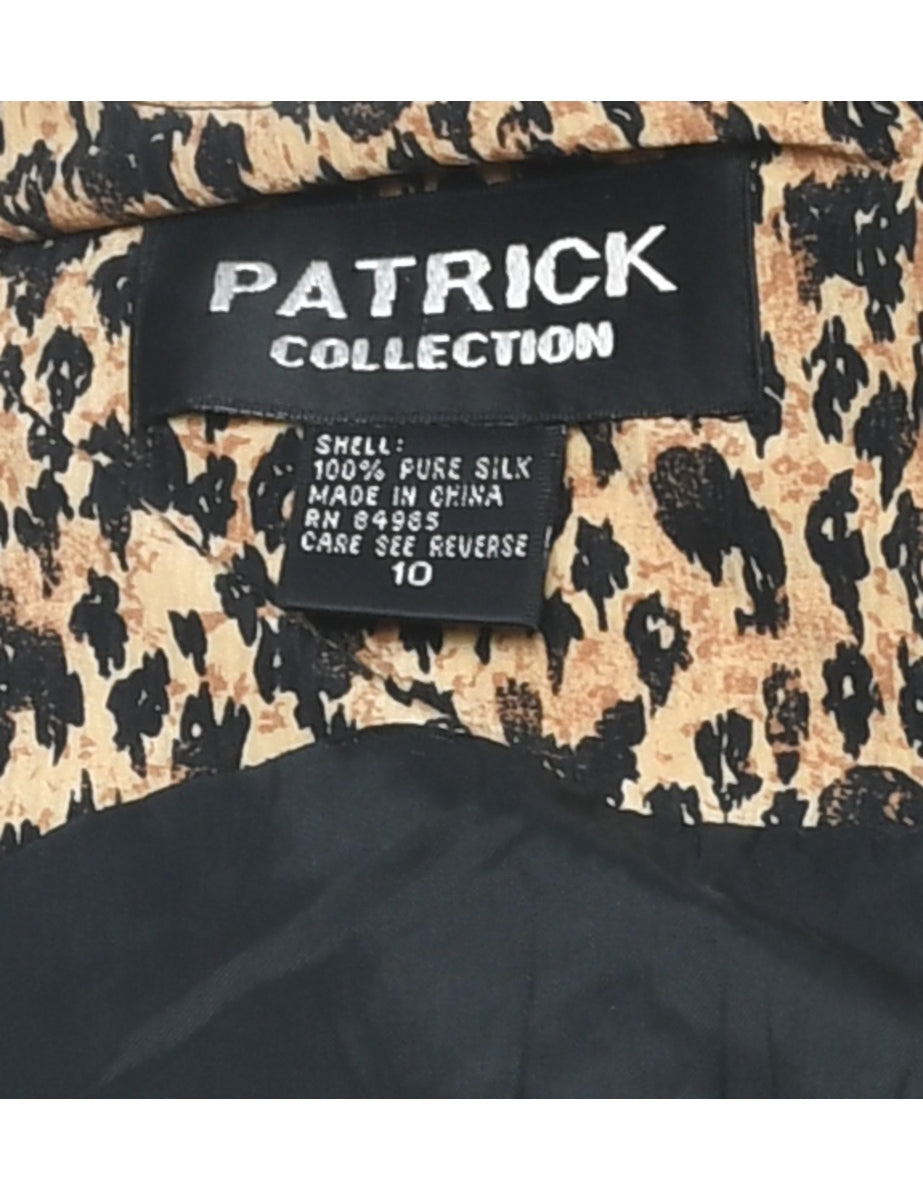 PATRICK
COLLECTION
SHELL:
100% PURE SILK
MADE IN CHINA
RN 84985
CARE SEE REVERSE
10